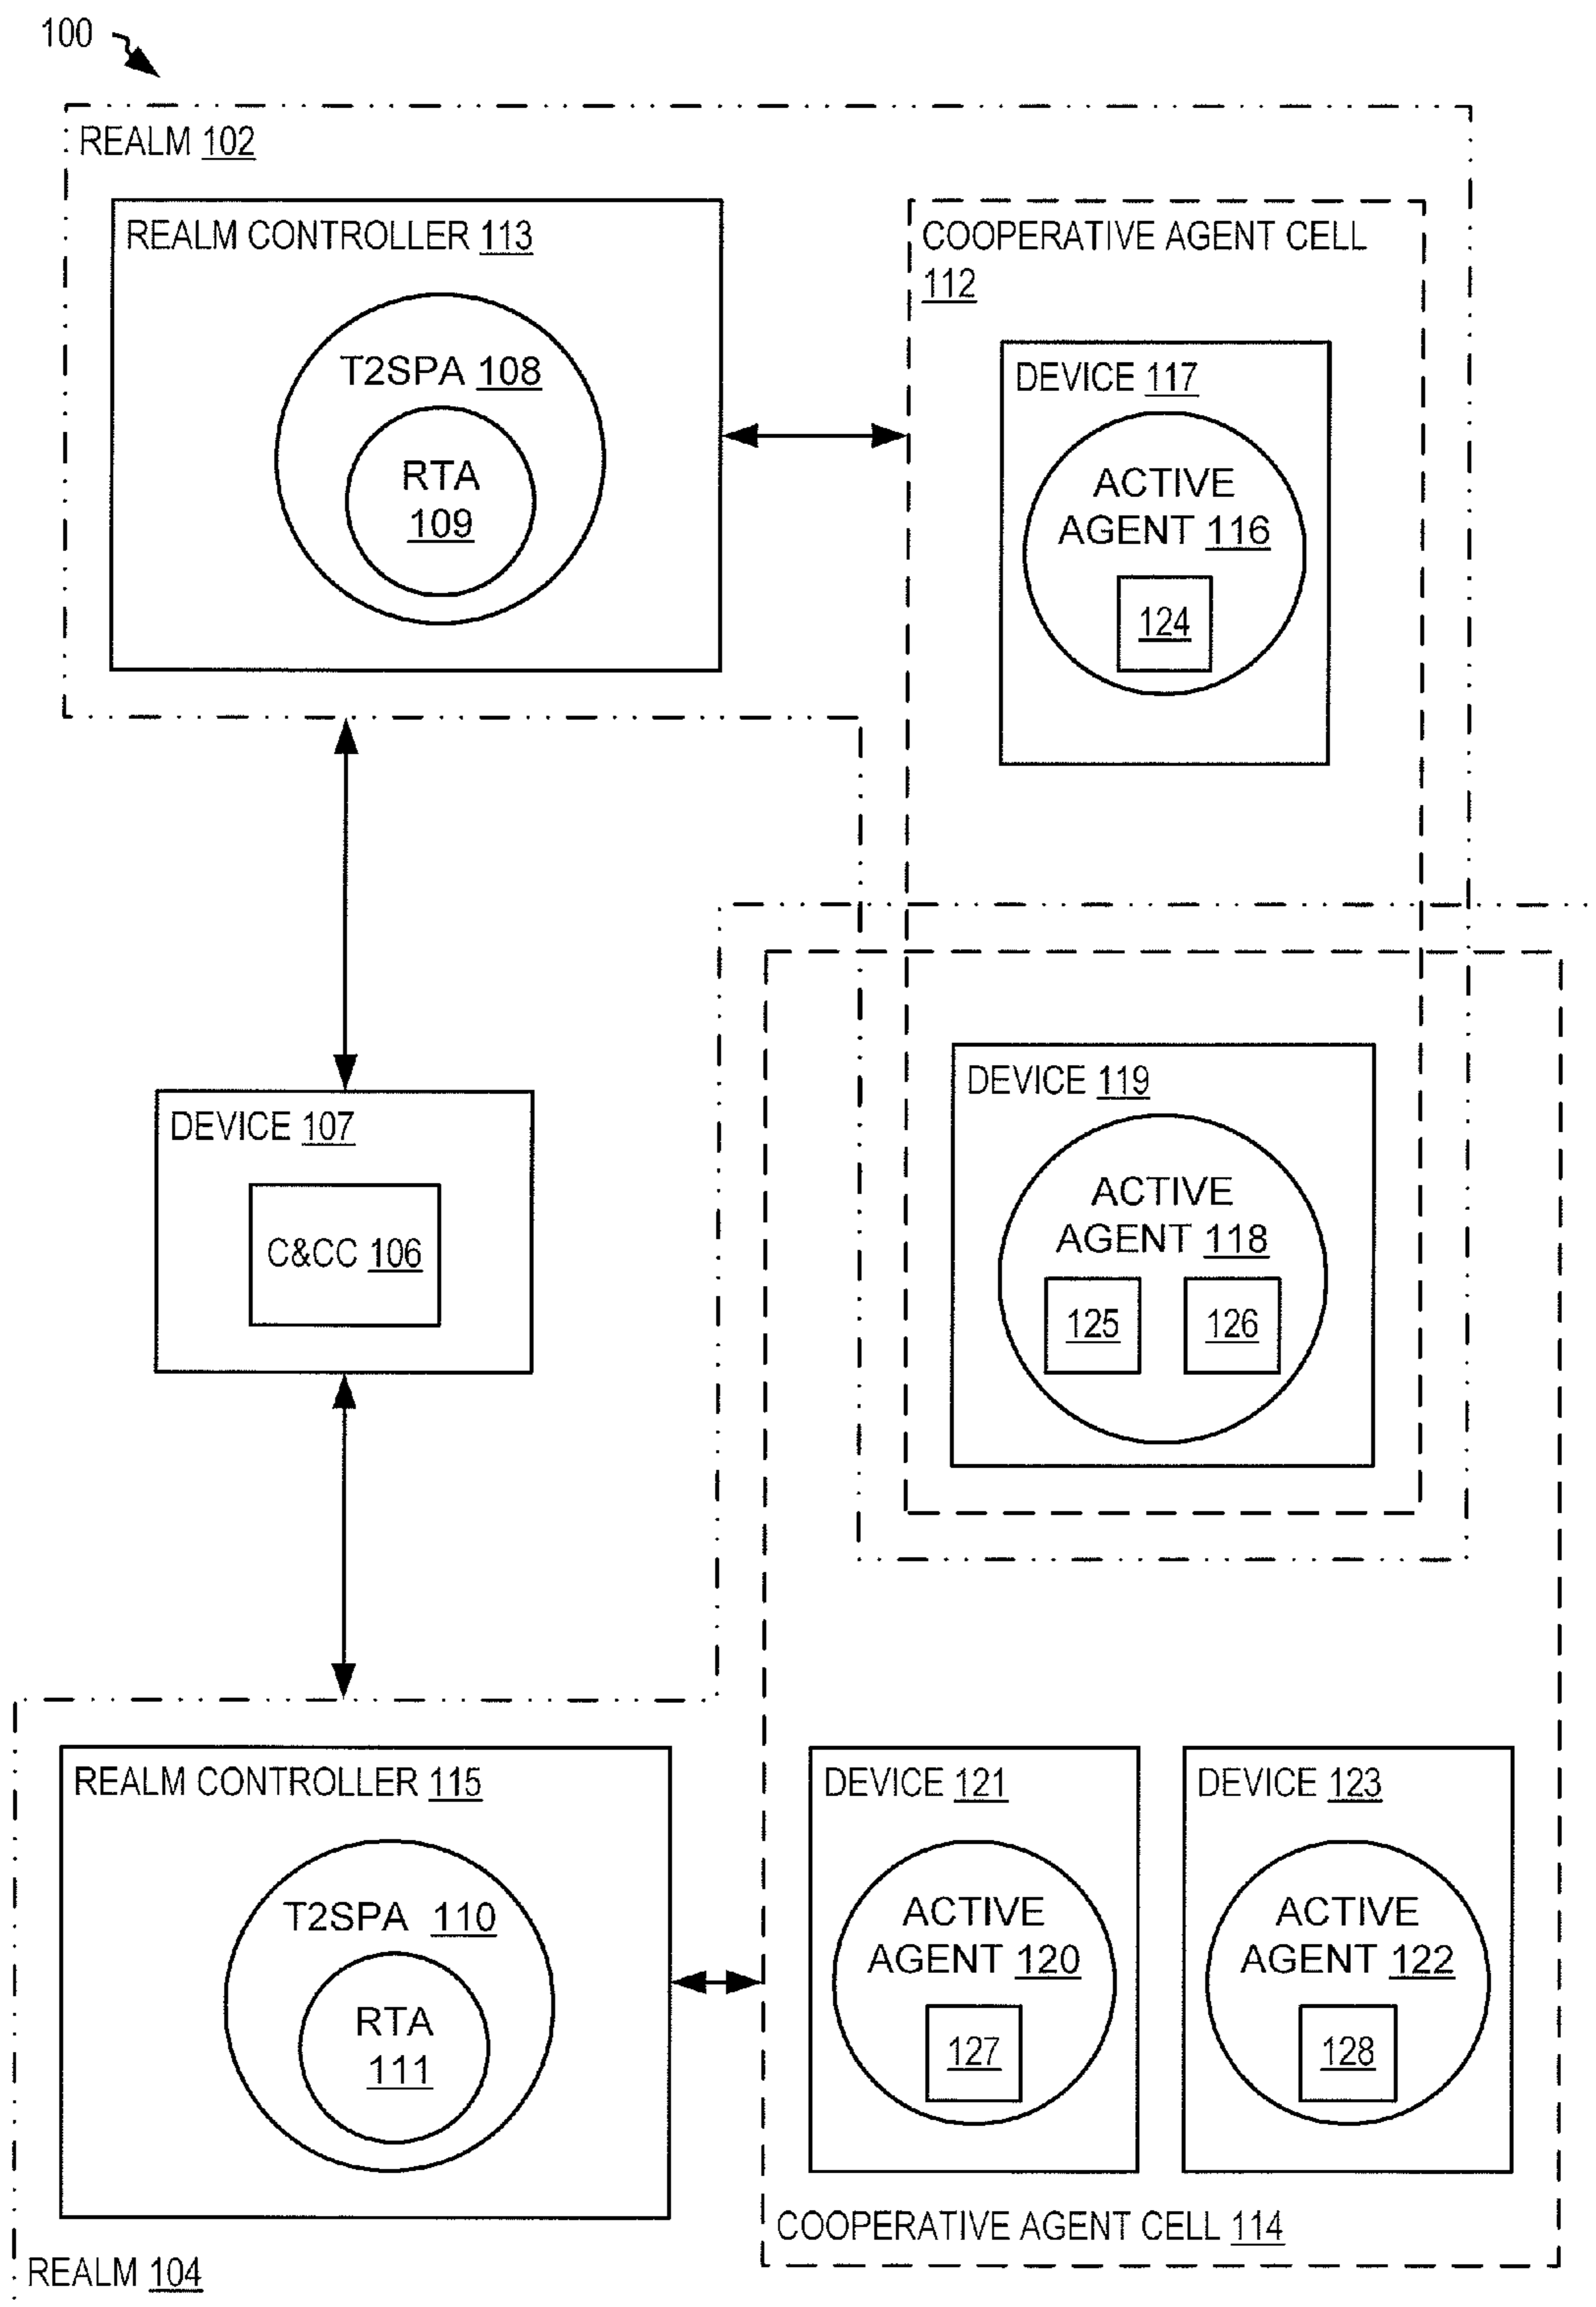 100
REALM 102
REALM CONTROLLER 113
T2SPA 108
RTA
109
COOPERATIVE AGENT CELL
112
DEVICE 117
ACTIVE
AGENT 116
124
DEVICE 107
C&CC 106
DEVICE 119
ACTIVE
AGENT 118
125 126
REALM CONTROLLER 115
T2SPA 110
RTA
111
DEVICE 121
ACTIVE
AGENT 120
127
DEVICE 123
ACTIVE
AGENT 122
128
COOPERATIVE AGENT CELL 114
REALM 104